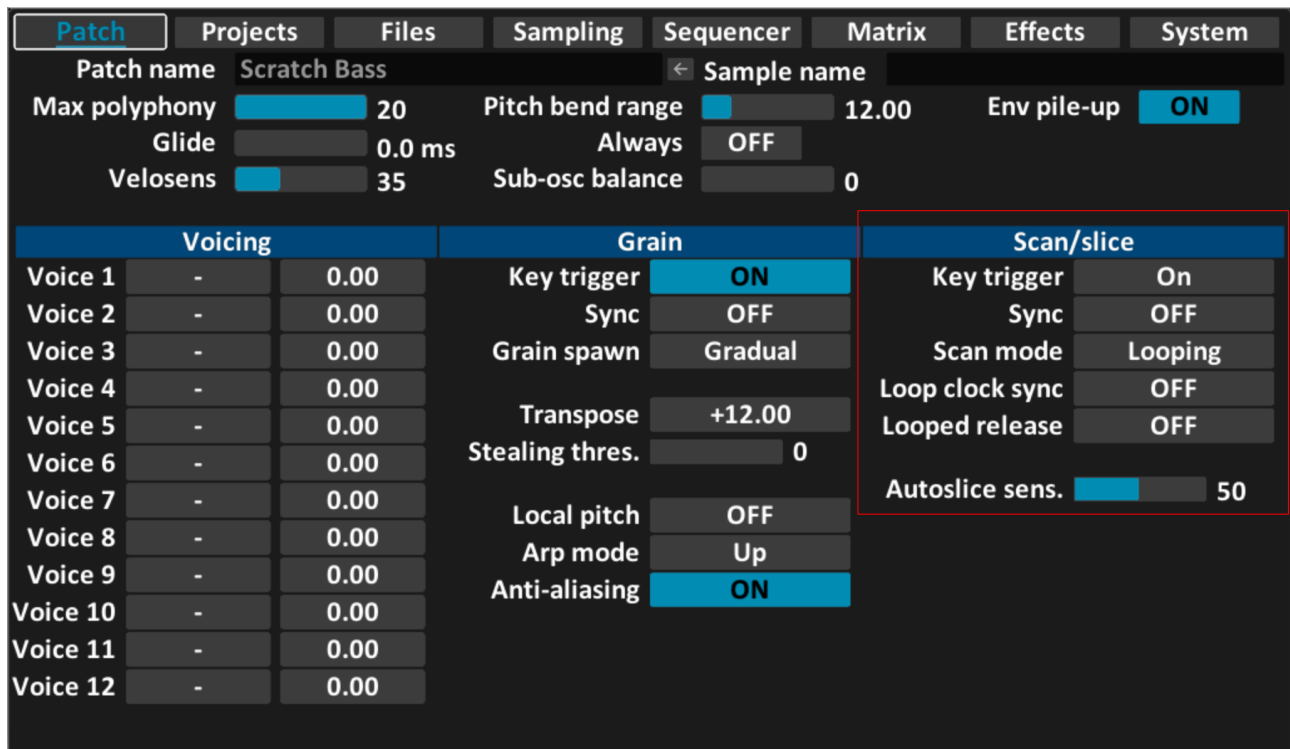 Patch Projects Files Sampling Sequencer Matrix Effects System
Patch name Scratch Bass ← Sample name
Max polyphony 20 Pitch bend range 12.00 Env pile-up ON
Glide 0.0 ms Always OFF
Velosens 35 Sub-osc balance 0
Voicing Grain Scan/slice
Voice 1 - 0.00 Key trigger ON Key trigger On
Voice 2 - 0.00 Sync OFF Sync OFF
Voice 3 - 0.00 Grain spawn Gradual Scan mode Looping
Voice 4 - 0.00 Loop clock sync OFF
Voice 5 - 0.00 Transpose +12.00 Looped release OFF
Voice 6 - 0.00 Stealing thres. 0
Voice 7 - 0.00 Local pitch OFF Autoslice sens. 50
Voice 8 - 0.00 Arp mode Up
Voice 9 - 0.00 Anti-aliasing ON
Voice 10 - 0.00
Voice 11 - 0.00
Voice 12 - 0.00